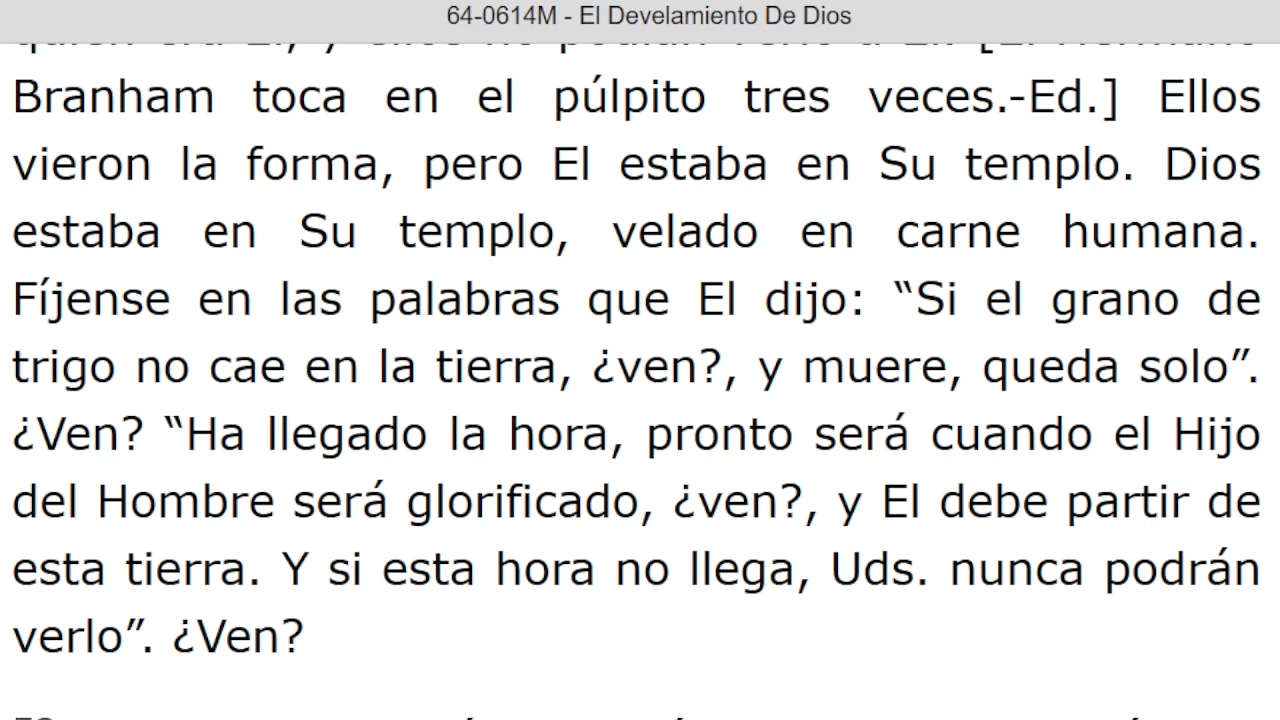 64-0614M - El Develamiento De Dios
Branham toca en el púlpito tres veces.-Ed.] Ellos
vieron la forma, pero El estaba en Su templo. Dios
estaba en Su templo, velado en carne humana.
Fíjense en las palabras que El dijo: “Si el grano de
trigo no cae en la tierra, ¿ven?, y muere, queda solo”.
¿Ven? “Ha llegado la hora, pronto será cuando el Hijo
del Hombre será glorificado, ¿ven?, y El debe partir de
esta tierra. Y si esta hora no llega, Uds. nunca podrán
verlo”. ¿Ven?